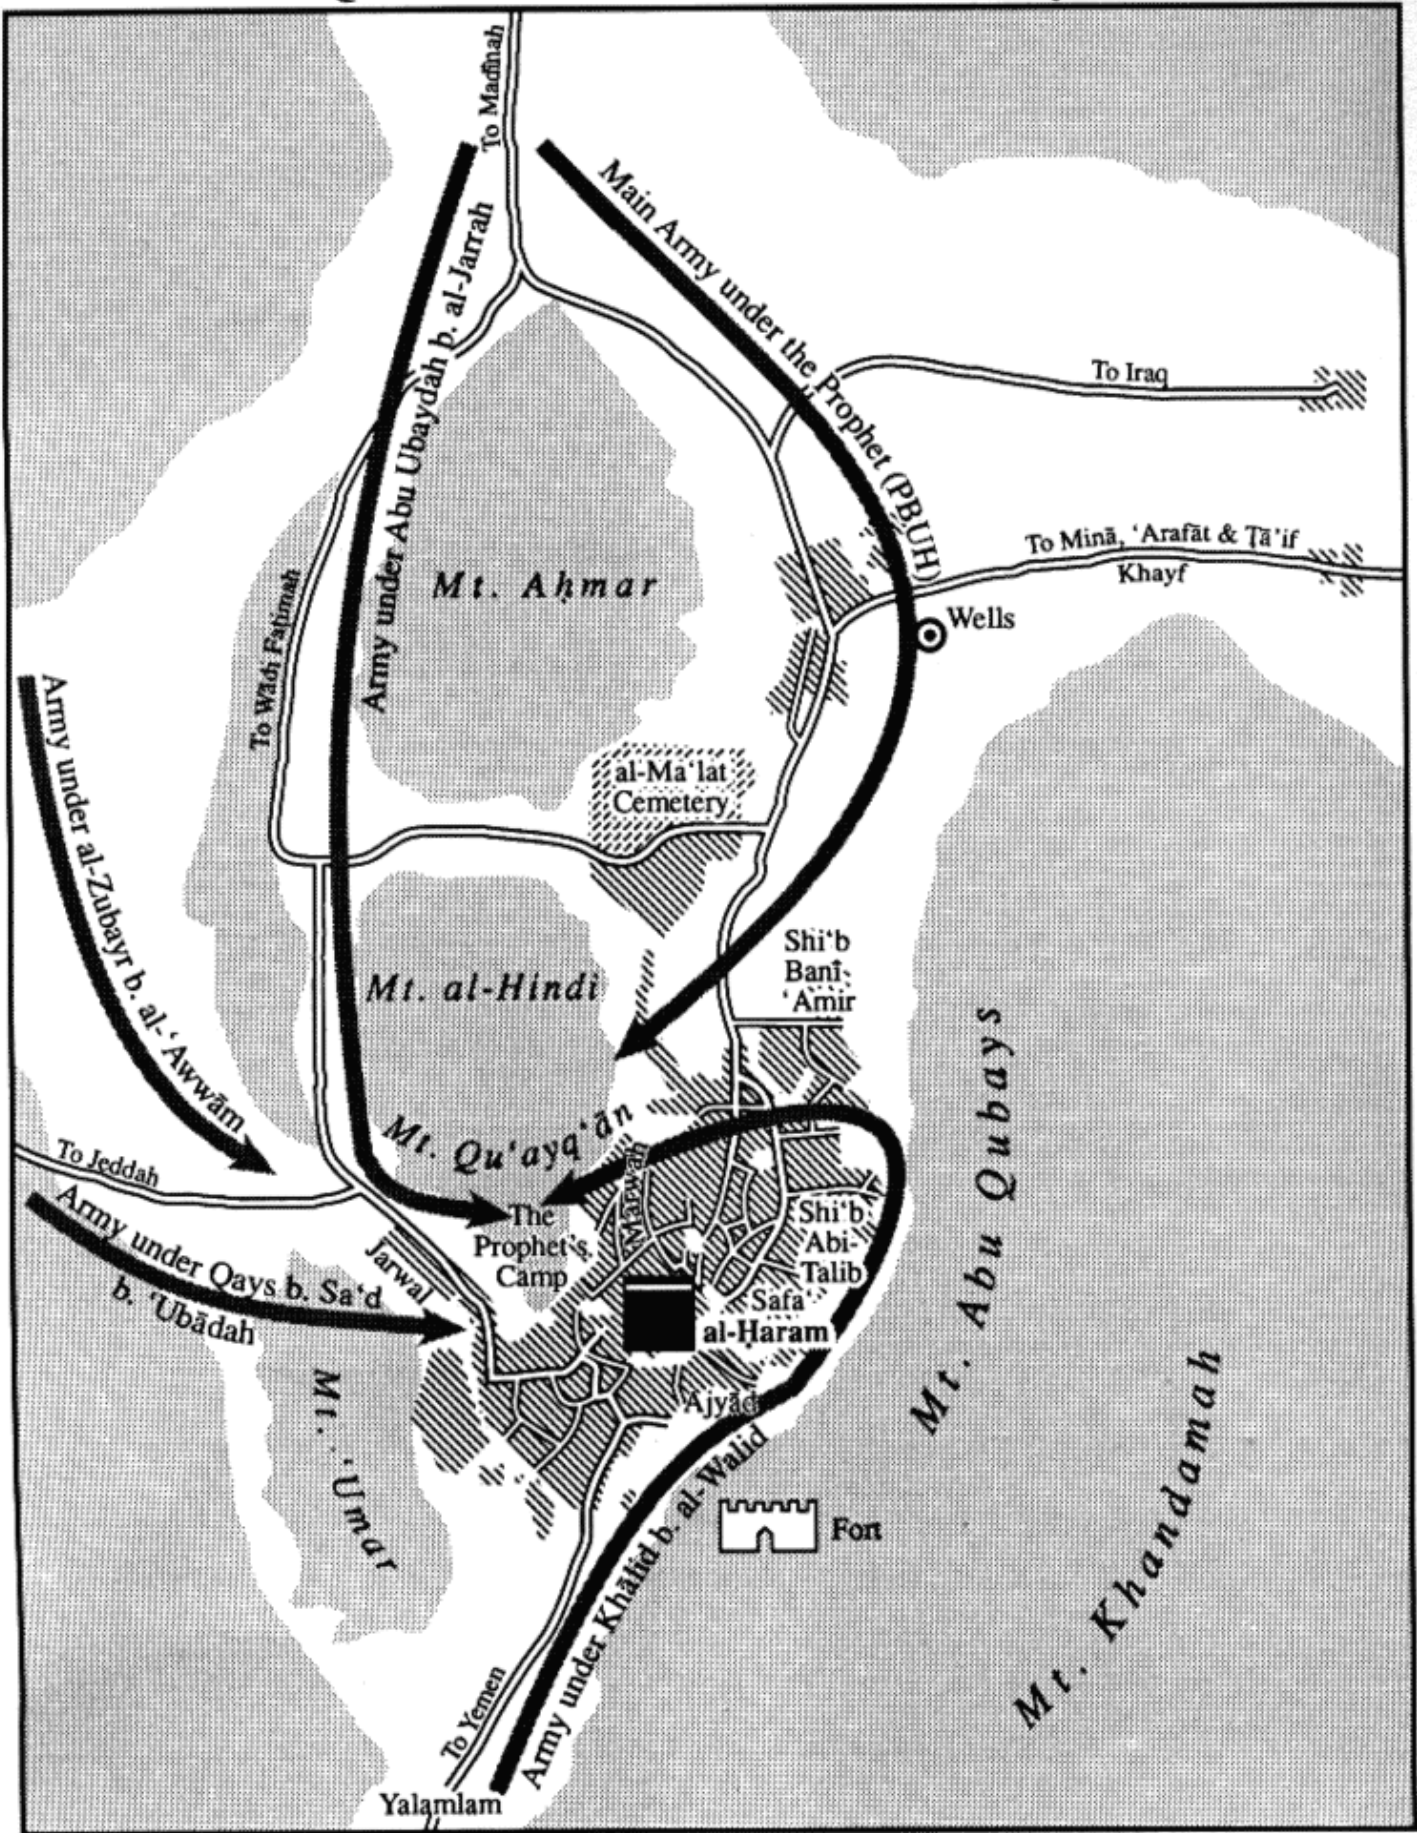 To Madinah
Main Army under the Prophet (PBUH)
Army under Abu Ubaydah b. al-Jarrah
To Iraq
To Minā, ‘Arafāt & Ṭā’if
Khayf
Wells
Mt. Aḥmar
To Wādi Fatimah
Army under al-Zubayr b. al-‘Awwām
al-Ma‘lat
Cemetery
Shi‘b
Banī
‘Amir
Mt. al-Hindi
Mt. Qu‘ayq‘ān
Mt. Abu Qubays
To Jeddah
Army under Qays b. Sa‘d
b. ‘Ubādah
Jarwal
The
Prophet's
Camp
Marwah
Shi‘b
Abi-
Talib
Safa
al-Haram
Ajyād
Mt. ‘Umar
Mt. Khandamah
Fort
Army under Khālid b. al-Walid
To Yemen
Yalamlam